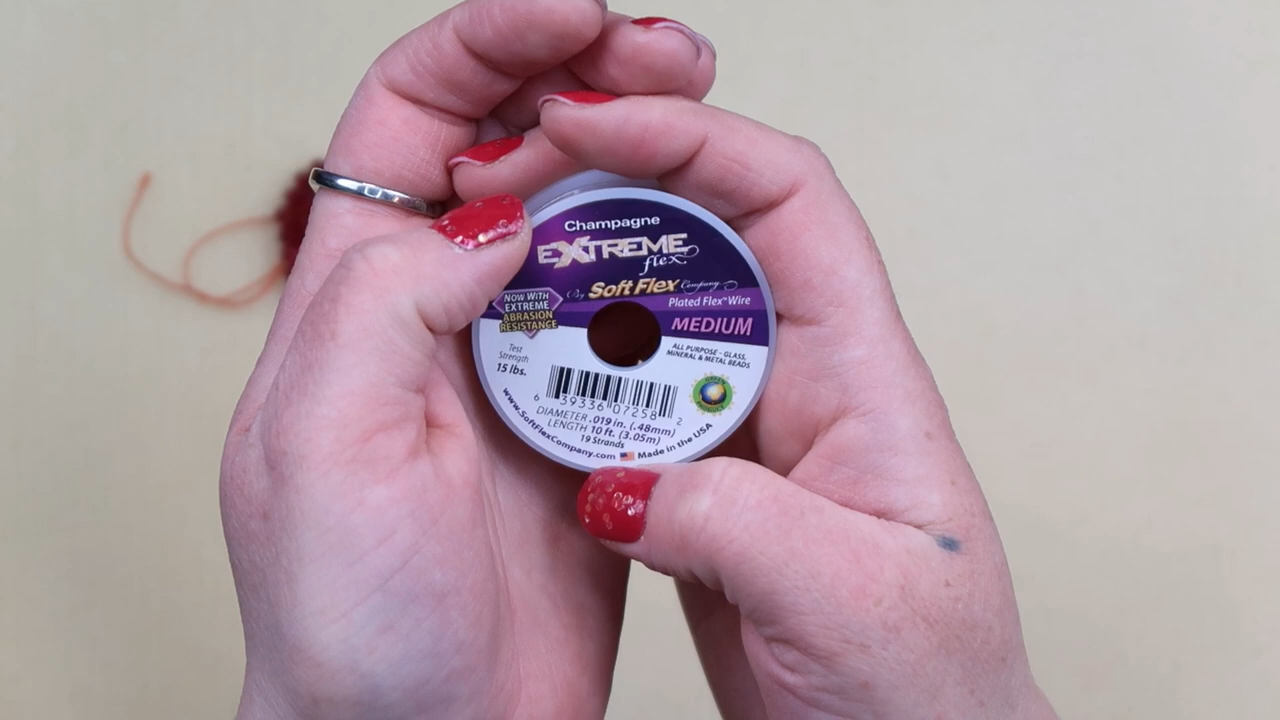 Champagne
EXTREME
flex
By Soft Flex Company
Plated Flex™ Wire
MEDIUM
NOW WITH
EXTREME
ABRASION
RESISTANCE
ALL PURPOSE - GLASS,
MINERAL & METAL BEADS
Test
Strength
15 lbs.
6 39336 07258 2
DIAMETER .019 in. (.48mm)
LENGTH 10 ft. (3.05m)
19 Strands
www.SoftFlexCompany.com Made in the USA